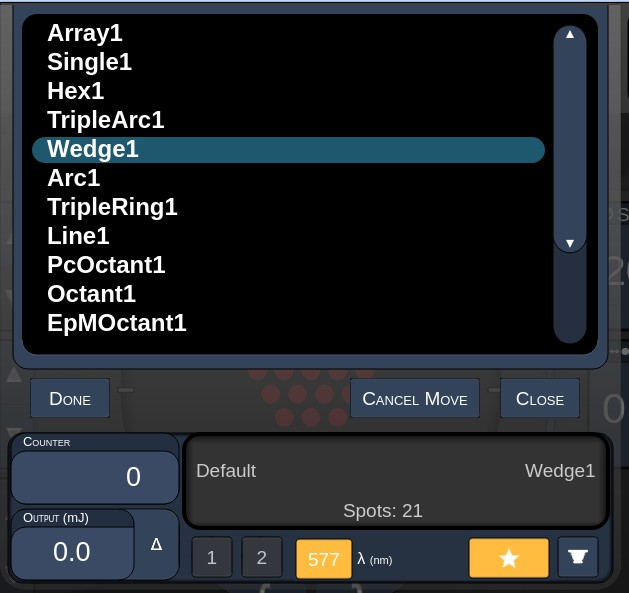 Array1
Single1
Hex1
TripleArc1
Wedge1
Arc1
TripleRing1
Line1
PcOctant1
Octant1
EpMOctant1
Done
Cancel Move
Close
Counter
0
Default
Wedge1
Spots: 21
Output (mJ)
0.0
Δ
1
2
577
λ (nm)
0